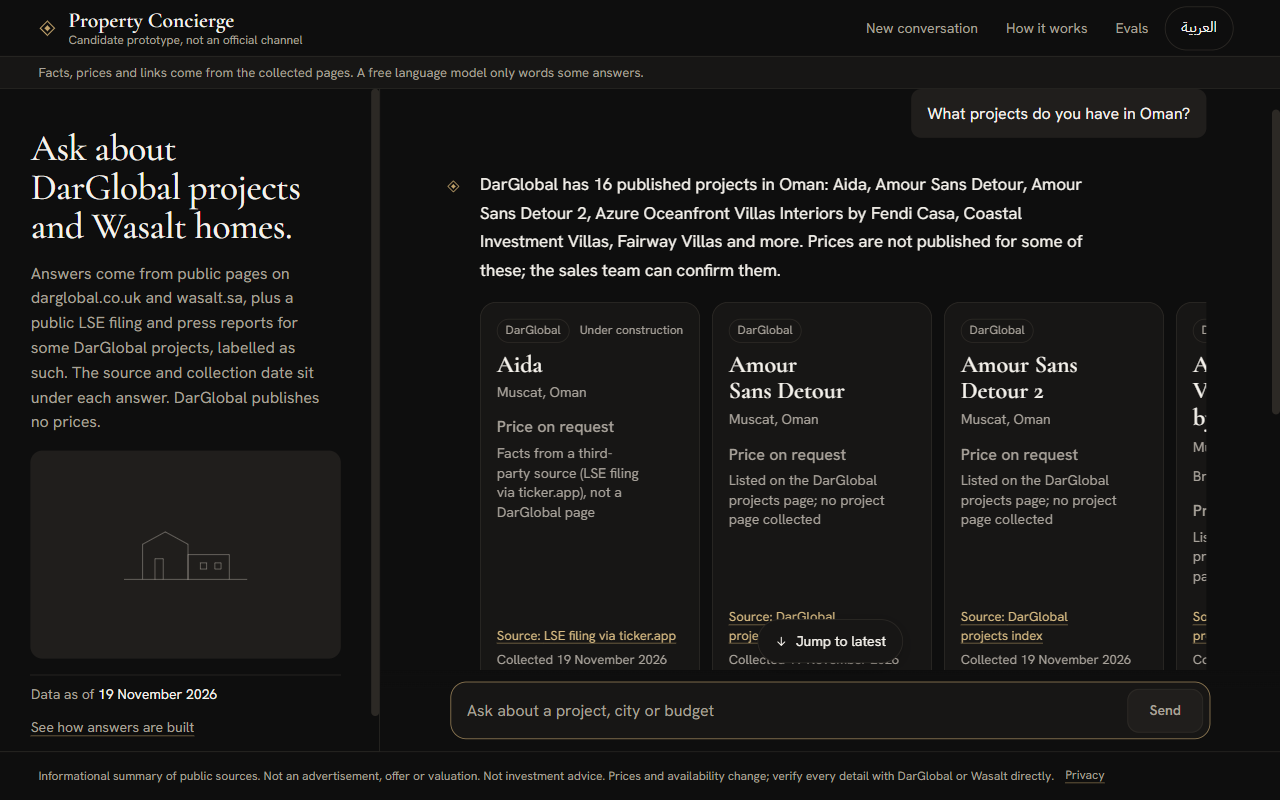 Property Concierge
Candidate prototype, not an official channel
New conversation
How it works
Evals
العربية
Facts, prices and links come from the collected pages. A free language model only words some answers.
Ask about
DarGlobal projects
and Wasalt homes.
Answers come from public pages on
darglobal.co.uk and wasalt.sa, plus a
public LSE filing and press reports for
some DarGlobal projects, labelled as
such. The source and collection date sit
under each answer. DarGlobal publishes
no prices.
Data as of 19 November 2026
See how answers are built
What projects do you have in Oman?
DarGlobal has 16 published projects in Oman: Aida, Amour Sans Detour, Amour
Sans Detour 2, Azure Oceanfront Villas Interiors by Fendi Casa, Coastal
Investment Villas, Fairway Villas and more. Prices are not published for some of
these; the sales team can confirm them.
DarGlobal
Under construction
Aida
Muscat, Oman
Price on request
Facts from a third-
party source (LSE filing
via ticker.app), not a
DarGlobal page
Source: LSE filing via ticker.app
Collected 19 November 2026
DarGlobal
Amour
Sans Detour
Muscat, Oman
Price on request
Listed on the DarGlobal
projects page; no project
page collected
Source: DarGlobal
DarGlobal
Amour Sans
Detour 2
Muscat, Oman
Price on request
Listed on the DarGlobal
projects page; no project
page collected
Source: DarGlobal
projects index
Collected 19 November 2026
Jump to latest
Ask about a project, city or budget
Send
Informational summary of public sources. Not an advertisement, offer or valuation. Not investment advice. Prices and availability change; verify every detail with DarGlobal or Wasalt directly.
Privacy